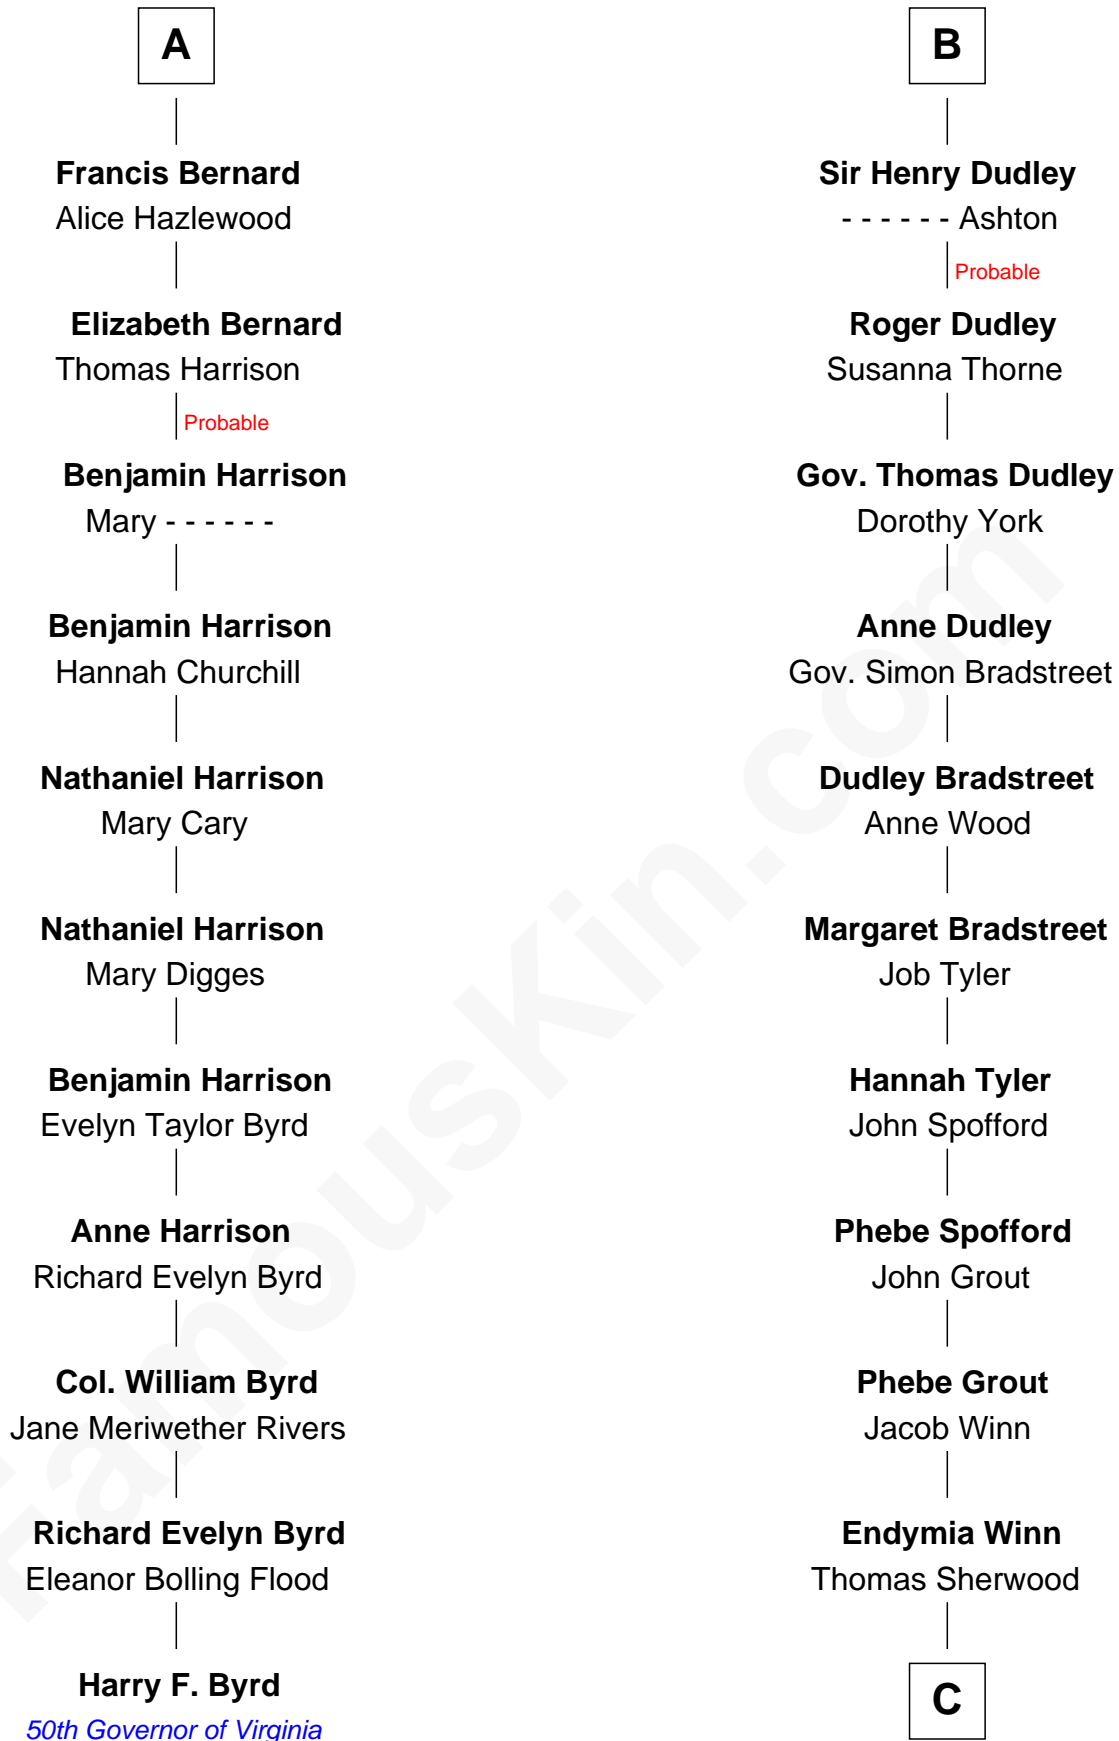 A
Francis Bernard
Alice Hazlewood
Elizabeth Bernard
Thomas Harrison
Probable
Benjamin Harrison
Mary - - - - - -
Benjamin Harrison
Hannah Churchill
Nathaniel Harrison
Mary Cary
Nathaniel Harrison
Mary Digges
Benjamin Harrison
Evelyn Taylor Byrd
Anne Harrison
Richard Evelyn Byrd
Col. William Byrd
Jane Meriwether Rivers
Richard Evelyn Byrd
Eleanor Bolling Flood
Harry F. Byrd
50th Governor of Virginia
B
Sir Henry Dudley
- - - - - - Ashton
Probable
Roger Dudley
Susanna Thorne
Gov. Thomas Dudley
Dorothy York
Anne Dudley
Gov. Simon Bradstreet
Dudley Bradstreet
Anne Wood
Margaret Bradstreet
Job Tyler
Hannah Tyler
John Spofford
Phebe Spofford
John Grout
Phebe Grout
Jacob Winn
Endymia Winn
Thomas Sherwood
C
FamousKin.com